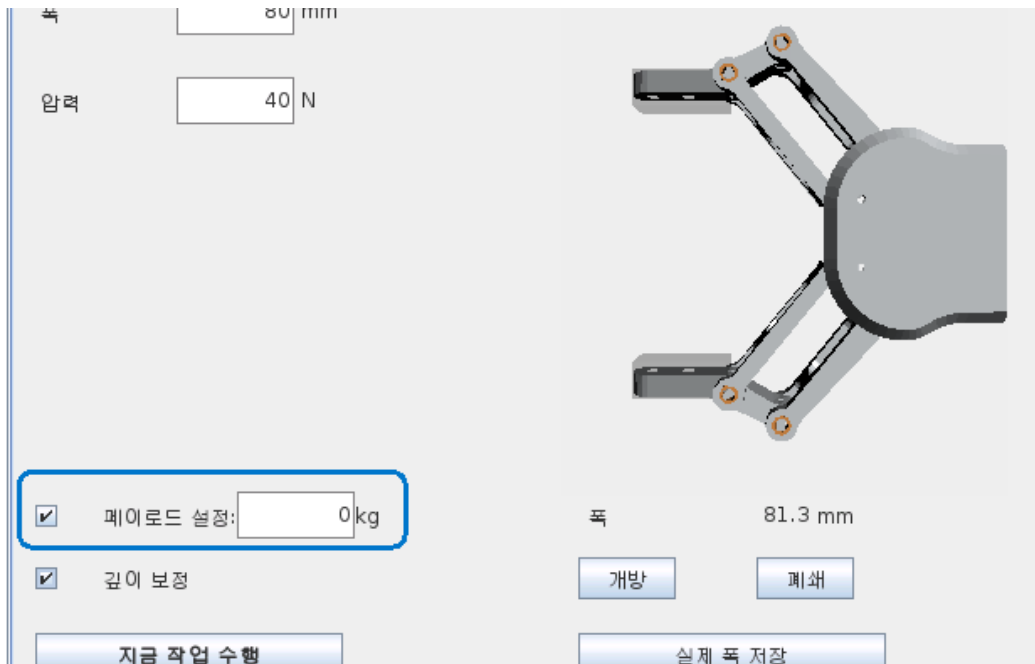 폭 80 mm
압력 40 N
페이로드 설정: 0 kg
폭 81.3 mm
깊이 보정
개방 폐쇄
지금 작업 수행
실제 폭 저장